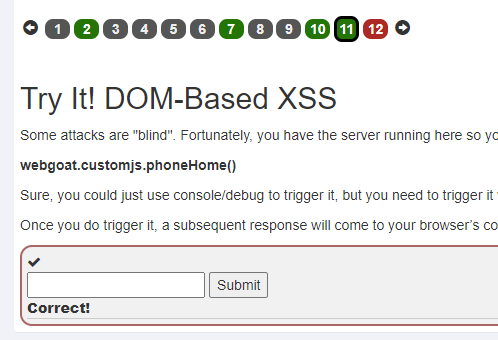 1 2 3 4 5 6 7 8 9 10 11 12
Try It! DOM-Based XSS
Some attacks are "blind". Fortunately, you have the server running here so
webgoat.customjs.phoneHome()
Sure, you could just use console/debug to trigger it, but you need to trigger it
Once you do trigger it, a subsequent response will come to your browser's
Submit
Correct!